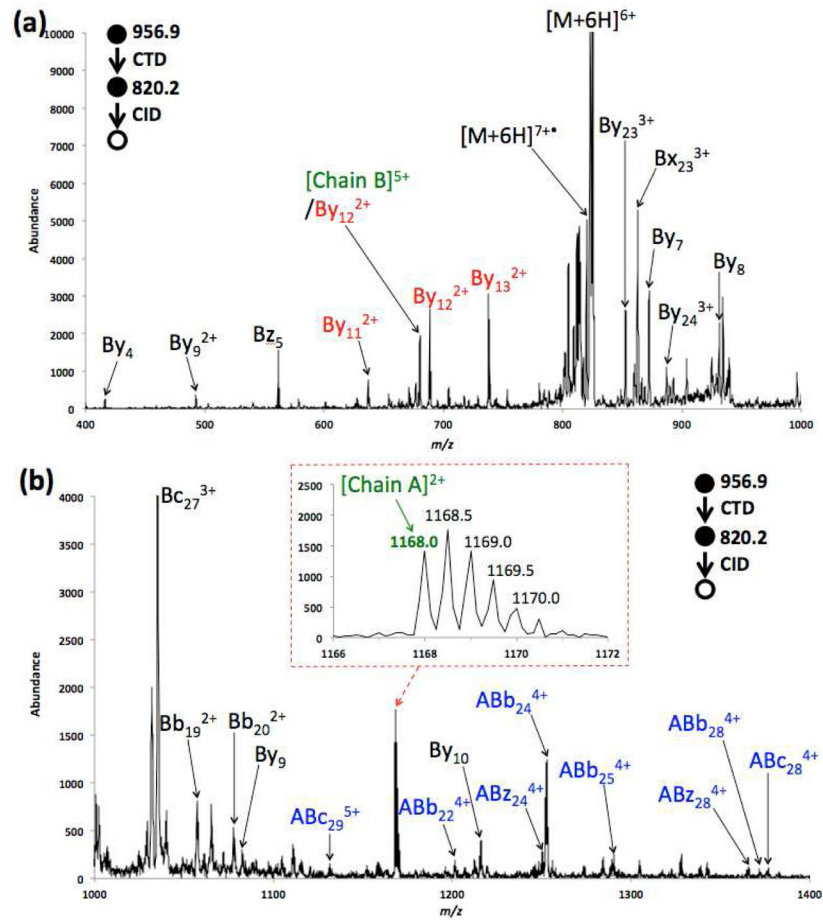 (a)
956.9
CTD
820.2
CID
[M+6H]6+
[M+6H]7+•
By23 3+
Bx23 3+
[Chain B]5+
/By12 2+
By7
By8
By13 2+
By12 2+
By11 2+
By24 3+
By4
By9 2+
Bz5
Abundance
10000
9000
8000
7000
6000
5000
4000
3000
2000
1000
0
400 500 600 700 800 900 1000
m/z
(b)
Bc27 3+
[Chain A]2+
1168.0
1168.5
1169.0
1169.5
1170.0
2500
2000
1500
1000
500
0
1166 1168 1170 1172
956.9
CTD
820.2
CID
Bb19 2+
Bb20 2+
By9
ABc29 5+
ABb22 4+
By10
ABz24 4+
ABb24 4+
ABb25 4+
ABb28 4+
ABz28 4+
ABc28 4+
Abundance
4000
3500
3000
2500
2000
1500
1000
500
0
1000 1100 1200 1300 1400
m/z